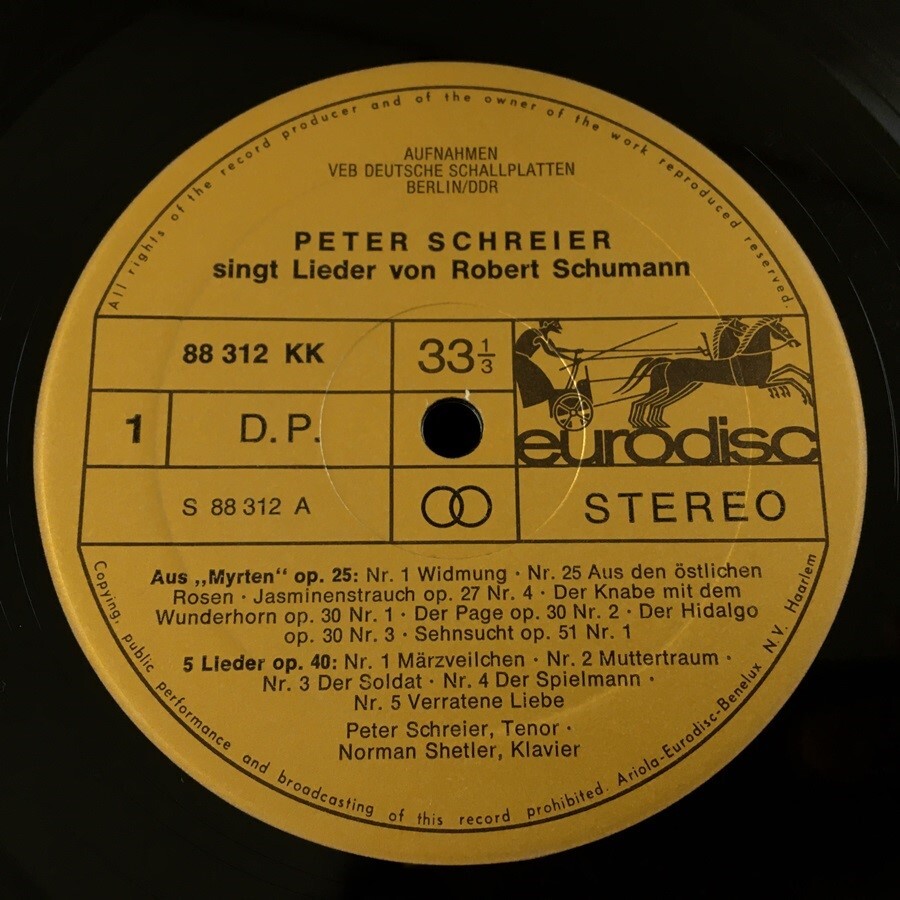 All rights of the record producer and of the owner of the work reproduced reserved.
AUFNAHMEN
VEB DEUTSCHE SCHALLPLATTEN
BERLIN/DDR
PETER SCHREIER
singt Lieder von Robert Schumann
88 312 KK
33 1/3
1
D. P.
eurodisc
S 88 312 A
STEREO
Aus „Myrten“ op. 25: Nr. 1 Widmung · Nr. 25 Aus den östlichen
Rosen · Jasminenstrauch op. 27 Nr. 4 · Der Knabe mit dem
Wunderhorn op. 30 Nr. 1 · Der Page op. 30 Nr. 2 · Der Hidalgo
op. 30 Nr. 3 · Sehnsucht op. 51 Nr. 1
5 Lieder op. 40: Nr. 1 Märzveilchen · Nr. 2 Muttertraum ·
Nr. 3 Der Soldat · Nr. 4 Der Spielmann ·
Nr. 5 Verratene Liebe
Peter Schreier, Tenor ·
Norman Shetler, Klavier
Copying, public performance and broadcasting of this record prohibited. Ariola-Eurodisc-Benelux N.V. Haarlem